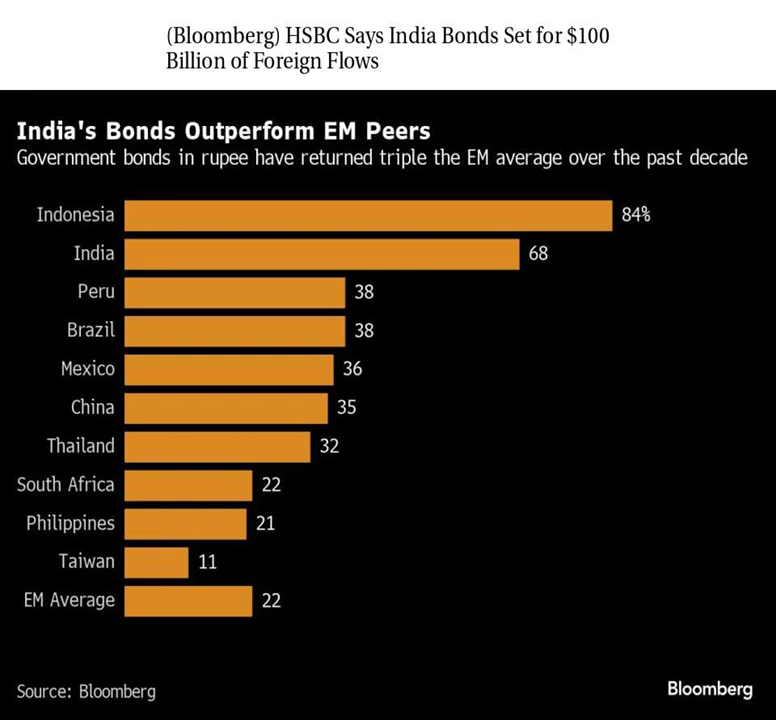 (Bloomberg) HSBC Says India Bonds Set for $100
Billion of Foreign Flows
India's Bonds Outperform EM Peers
Government bonds in rupee have returned triple the EM average over the past decade
Indonesia 84%
India 68
Peru 38
Brazil 38
Mexico 36
China 35
Thailand 32
South Africa 22
Philippines 21
Taiwan 11
EM Average 22
Source: Bloomberg
Bloomberg